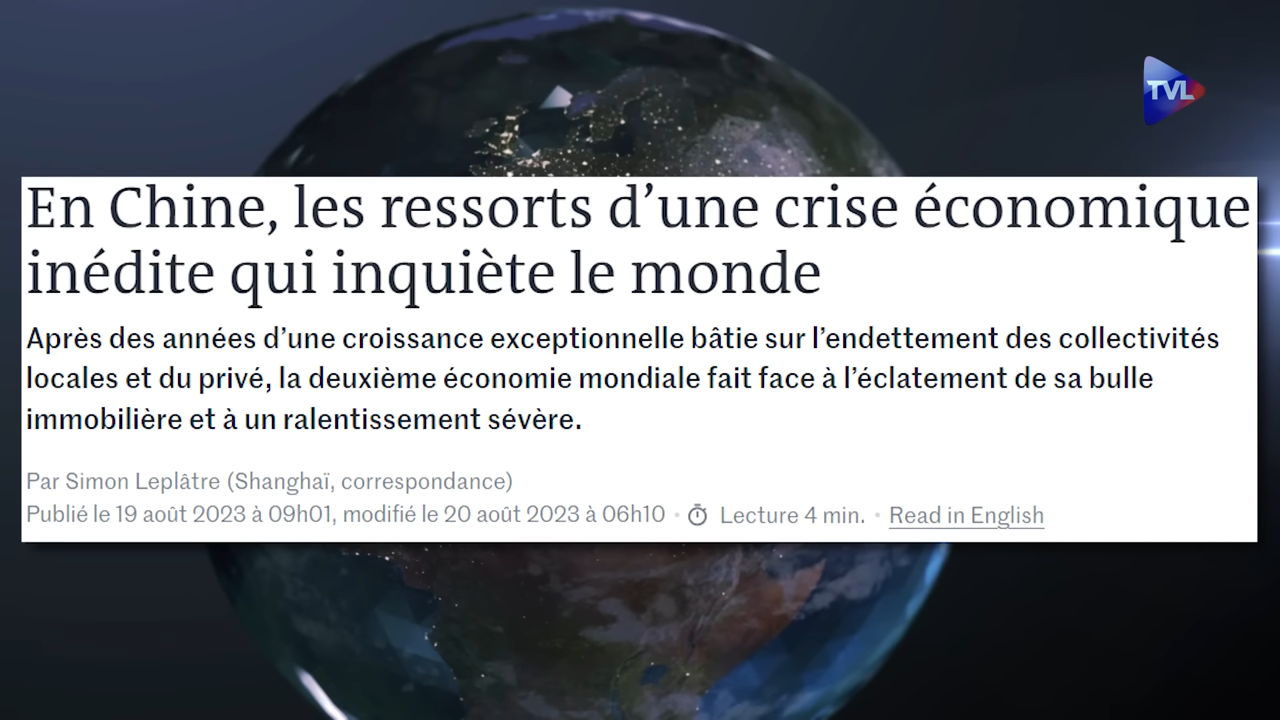 TVL
En Chine, les ressorts d’une crise économique
inédite qui inquiète le monde
Après des années d’une croissance exceptionnelle bâtie sur l’endettement des collectivités
locales et du privé, la deuxième économie mondiale fait face à l’éclatement de sa bulle
immobilière et à un ralentissement sévère.
Par Simon Leplâtre (Shanghaï, correspondance)
Publié le 19 août 2023 à 09h01, modifié le 20 août 2023 à 06h10 • Lecture 4 min. • Read in English